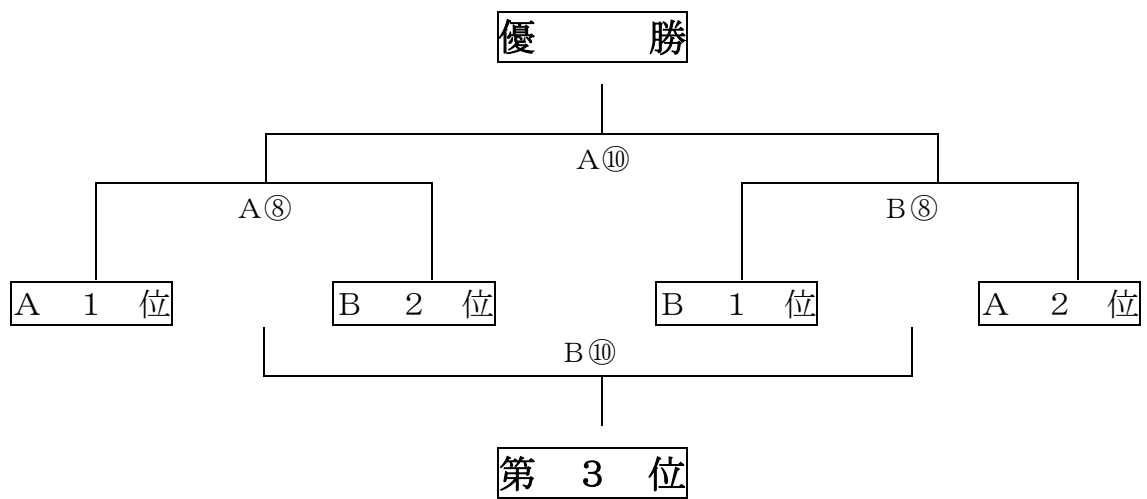 優　　勝
Ａ⑩
Ａ⑧　Ｂ⑧
Ａ　１　位　Ｂ　２　位　Ｂ　１　位　Ａ　２　位
Ｂ⑩
第　３　位